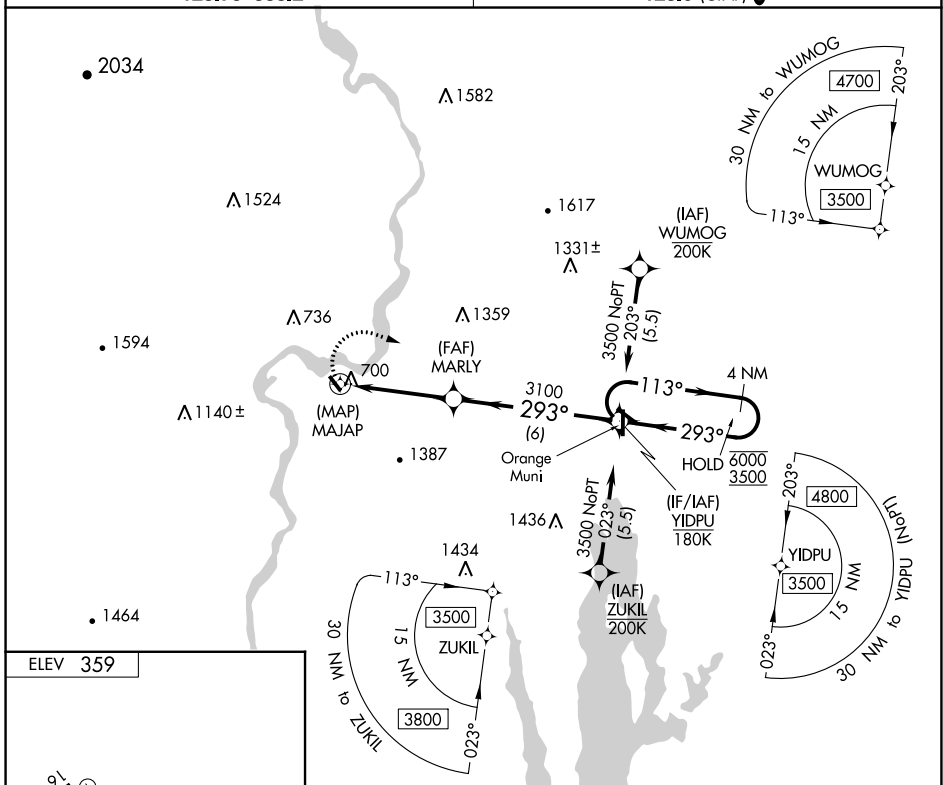 2034
1582
1524
1617
1331±
(IAF)
WUMOG
200K
30 NM to WUMOG
4700
203°
15 NM
WUMOG
3500
113°
736
1359
1594
700
(FAF)
MARLY
3500 NoPT
203°
(5.5)
1140±
(MAP)
MAJAP
3100
293°
(6)
113°
4 NM
293°
1387
Orange
Muni
HOLD
6000
3500
(IF/IAF)
YIDPU
180K
1436
3500 NoPT
023°
(5.5)
203°
4800
YIDPU
3500
15 NM
023°
30 NM to YIDPU (NoPT)
1434
(IAF)
ZUKIL
200K
113°
3500
ZUKIL
15 NM
3800
023°
30 NM to ZUKIL
1464
ELEV 359
16